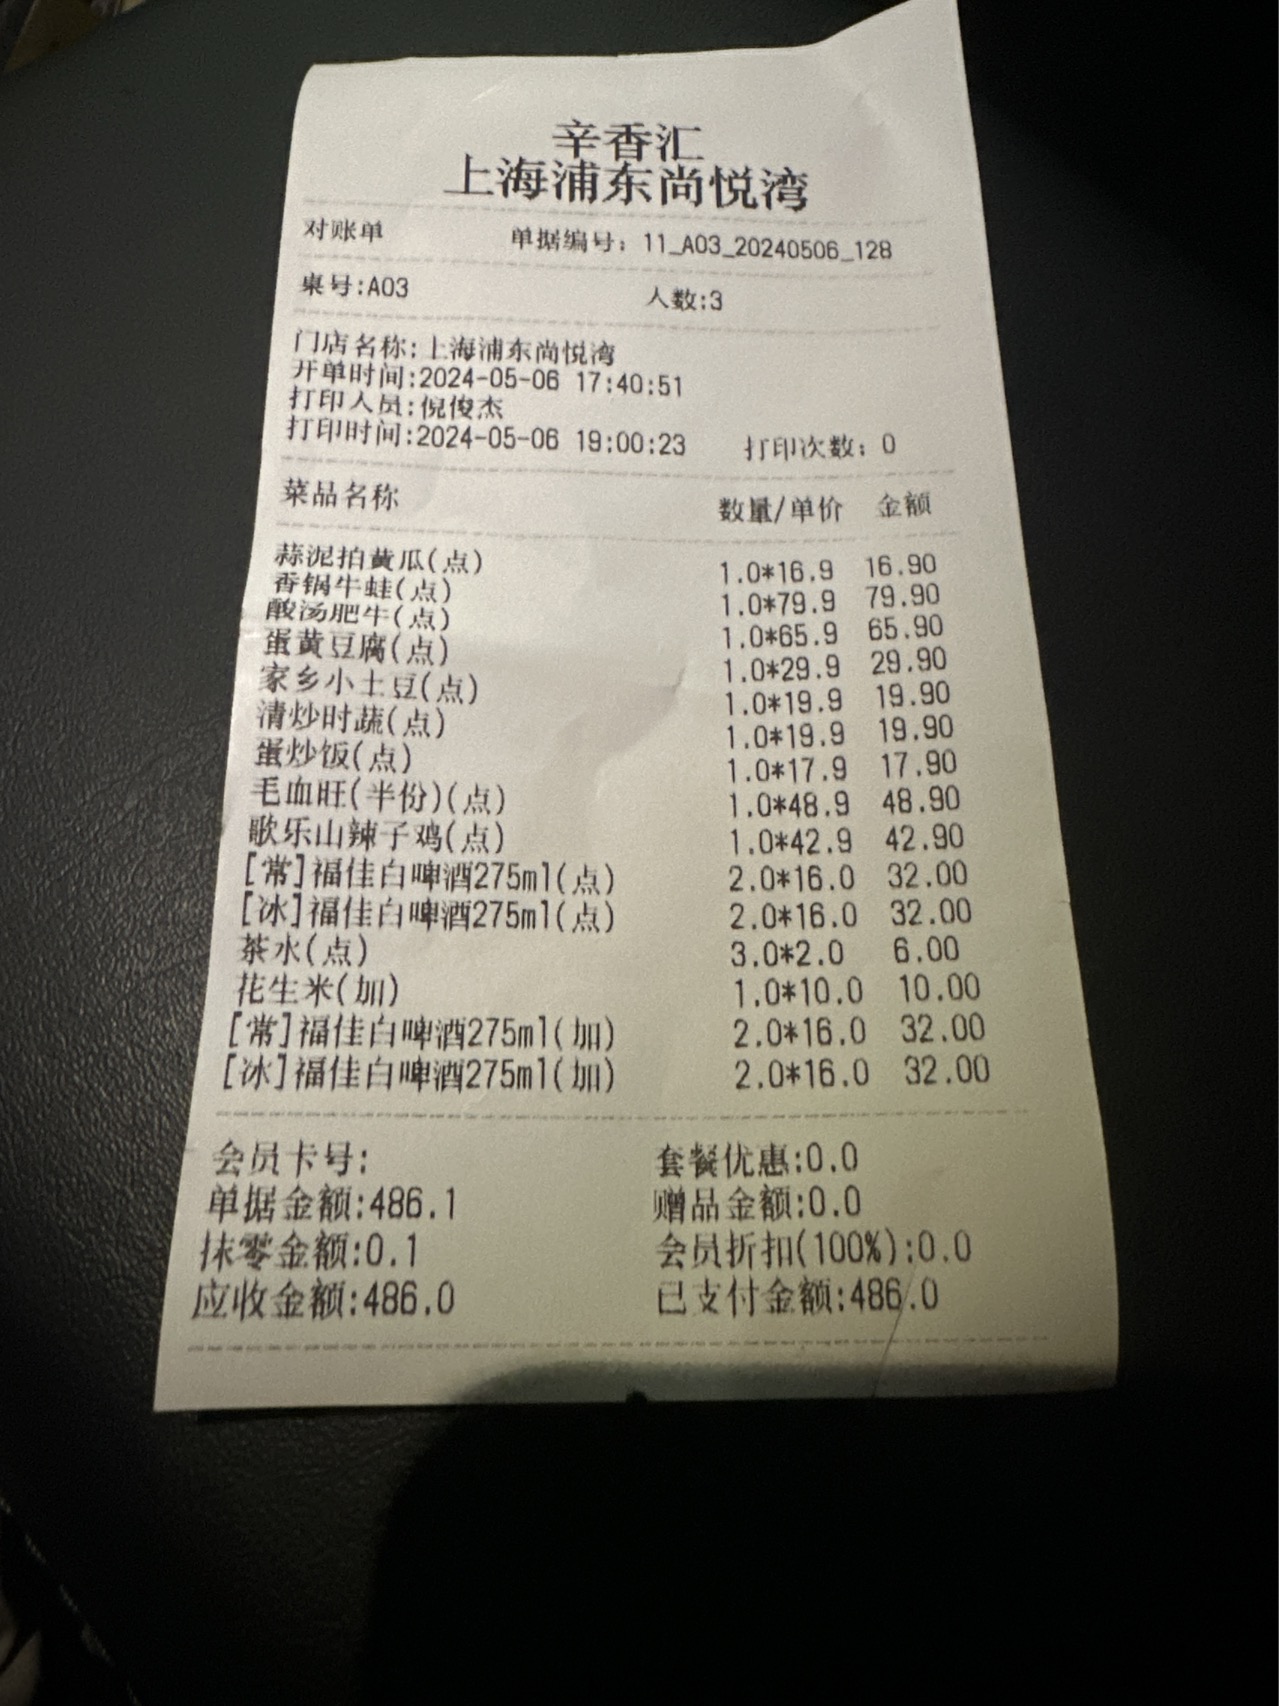 辛香汇
上海浦东尚悦湾
对账单 单据编号: 11_A03_20240506_128
桌号:A03 人数:3
门店名称:上海浦东尚悦湾
开单时间:2024-05-06 17:40:51
打印人员:倪俊杰
打印时间:2024-05-06 19:00:23 打印次数: 0
菜品名称 数量/单价 金额
蒜泥拍黄瓜(点) 1.0*16.9 16.90
香锅牛蛙(点) 1.0*79.9 79.90
酸汤肥牛(点) 1.0*65.9 65.90
蛋黄豆腐(点) 1.0*29.9 29.90
家乡小土豆(点) 1.0*19.9 19.90
清炒时蔬(点) 1.0*19.9 19.90
蛋炒饭(点) 1.0*17.9 17.90
毛血旺(半份)(点) 1.0*48.9 48.90
歌乐山辣子鸡(点) 1.0*42.9 42.90
[常]福佳白啤酒275ml(点) 2.0*16.0 32.00
[冰]福佳白啤酒275ml(点) 2.0*16.0 32.00
茶水(点) 3.0*2.0 6.00
花生米(加) 1.0*10.0 10.00
[常]福佳白啤酒275ml(加) 2.0*16.0 32.00
[冰]福佳白啤酒275ml(加) 2.0*16.0 32.00
会员卡号: 套餐优惠:0.0
单据金额:486.1 赠品金额:0.0
抹零金额:0.1 会员折扣(100%):0.0
应收金额:486.0 已支付金额:486.0